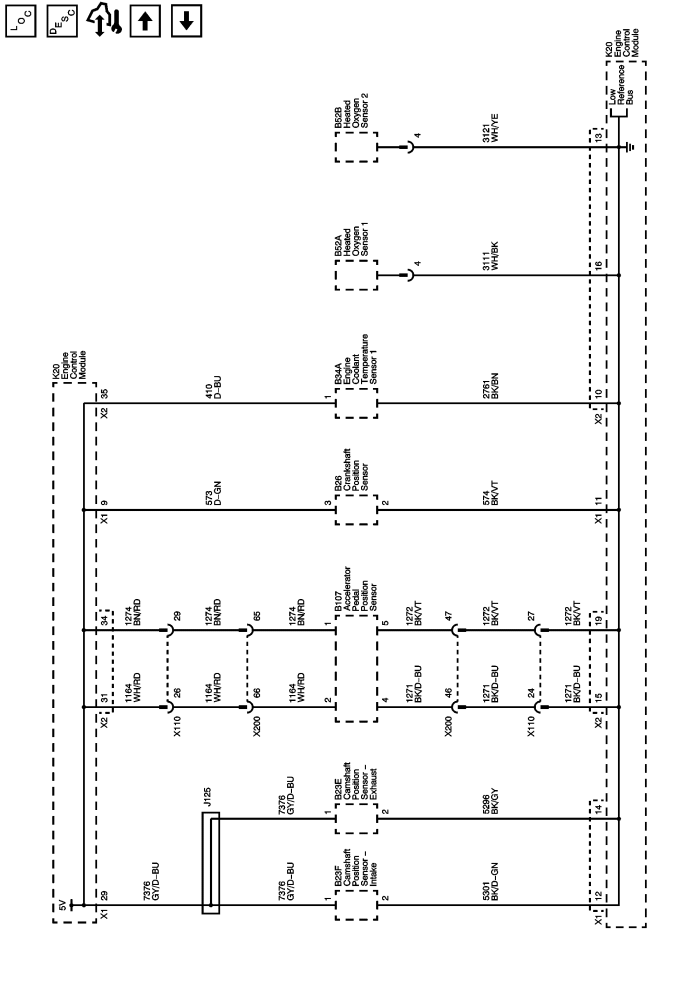 LOC
DESC
K20
Engine
Control
Module
Low
Reference
Bus
B52B
Heated
Oxygen
Sensor 2
4
3121
WH/YE
13
B52A
Heated
Oxygen
Sensor 1
4
3111
WH/BK
16
K20
Engine
Control
Module
35
X2
410
D-BU
1
B34A
Engine
Coolant
Temperature
Sensor 1
2761
BK/BN
10
X2
9
X1
573
D-GN
3
B26
Crankshaft
Position
Sensor
2
574
BK/VT
11
X1
34
1274
BN/RD
29
1274
BN/RD
65
1274
BN/RD
1
B107
Accelerator
Pedal
Position
Sensor
5
1272
BK/VT
47
1272
BK/VT
27
1272
BK/VT
19
31
X2
1164
WH/RD
26
X110
1164
WH/RD
66
X200
1164
WH/RD
2
4
1271
BK/D-BU
46
X200
1271
BK/D-BU
24
X110
1271
BK/D-BU
15
X2
J125
7376
GY/D-BU
1
B23E
Camshaft
Position
Sensor –
Exhaust
2
5296
BK/GY
14
5V
29
X1
7376
GY/D-BU
7376
GY/D-BU
1
B23F
Camshaft
Position
Sensor –
Intake
2
5301
BK/D-GN
12
X1